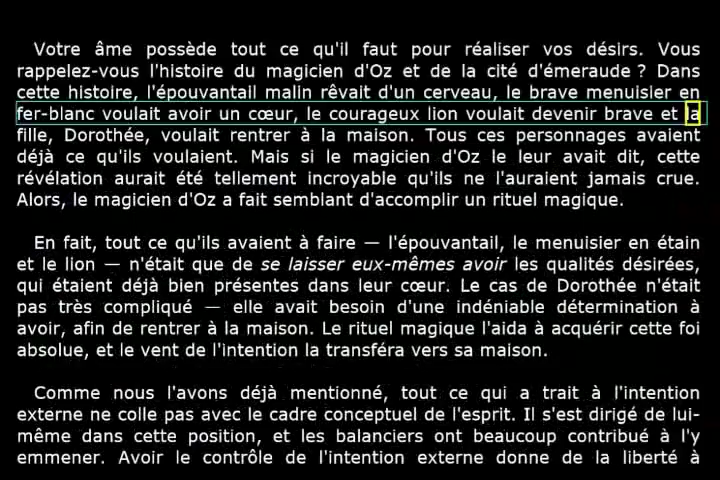 Votre âme possède tout ce qu'il faut pour réaliser vos désirs. Vous
rappelez-vous l'histoire du magicien d'Oz et de la cité d'émeraude ? Dans
cette histoire, l'épouvantail malin rêvait d'un cerveau, le brave menuisier en
fer-blanc voulait avoir un cœur, le courageux lion voulait devenir brave et la
fille, Dorothée, voulait rentrer à la maison. Tous ces personnages avaient
déjà ce qu'ils voulaient. Mais si le magicien d'Oz le leur avait dit, cette
révélation aurait été tellement incroyable qu'ils ne l'auraient jamais crue.
Alors, le magicien d'Oz a fait semblant d'accomplir un rituel magique.
En fait, tout ce qu'ils avaient à faire — l'épouvantail, le menuisier en étain
et le lion — n'était que de se laisser eux-mêmes avoir les qualités désirées,
qui étaient déjà bien présentes dans leur cœur. Le cas de Dorothée n'était
pas très compliqué — elle avait besoin d'une indéniable détermination à
avoir, afin de rentrer à la maison. Le rituel magique l'aida à acquérir cette foi
absolue, et le vent de l'intention la transféra vers sa maison.
Comme nous l'avons déjà mentionné, tout ce qui a trait à l'intention
externe ne colle pas avec le cadre conceptuel de l'esprit. Il s'est dirigé de lui-
même dans cette position, et les balanciers ont beaucoup contribué à l'y
emmener. Avoir le contrôle de l'intention externe donne de la liberté à